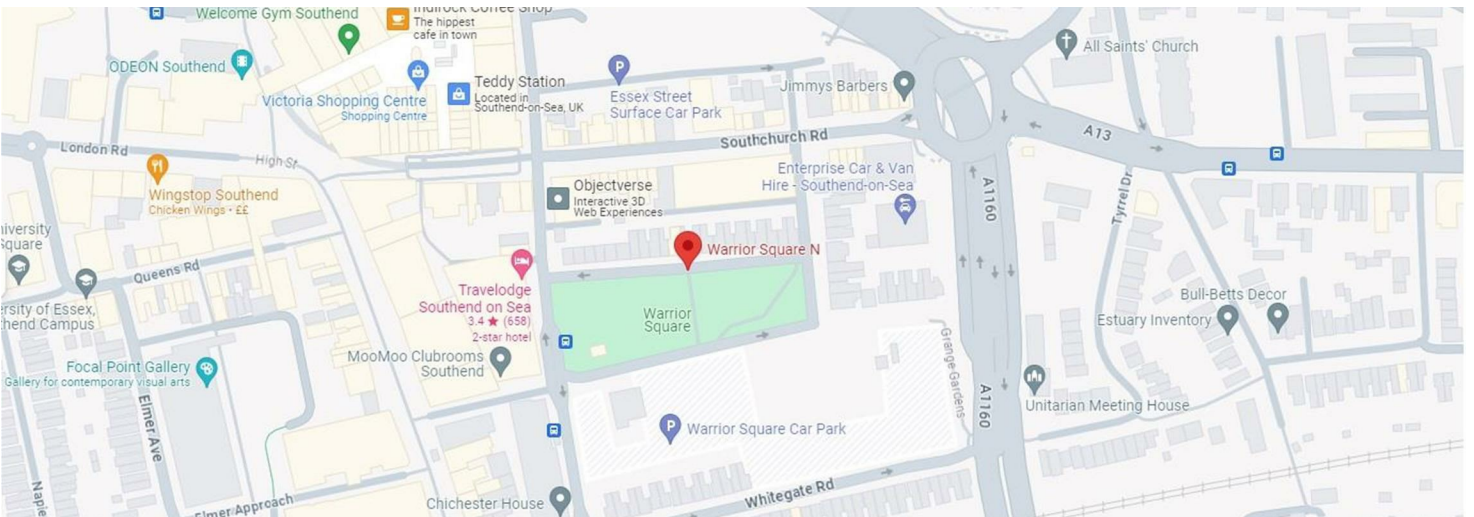 Welcome Gym Southend
Coffee Shop
The hippest
cafe in town
ODEON Southend
Victoria Shopping Centre
Shopping Centre
Teddy Station
Located in
Southend-on-Sea, UK
P
Essex Street
Surface Car Park
Jimmys Barbers
All Saints' Church
London Rd
High St
Southchurch Rd
A13
Wingstop Southend
Chicken Wings • ££
Objectverse
Interactive 3D
Web Experiences
Enterprise Car & Van
Hire - Southend-on-Sea
A1160
Tyrrel Dr
iversity
Square
Queens Rd
Warrior Square N
Travelodge
Southend on Sea
3.4 ★ (658)
2-star hotel
Warrior
Square
ersity of Essex,
thend Campus
Bull-Betts Decor
Estuary Inventory
MooMoo Clubrooms
Southend
Focal Point Gallery
Gallery for contemporary visual arts
Grange Gardens
Elmer Ave
Unitarian Meeting House
A1160
P
Warrior Square Car Park
Whitegate Rd
Chichester House
Elmer Approach
Napie